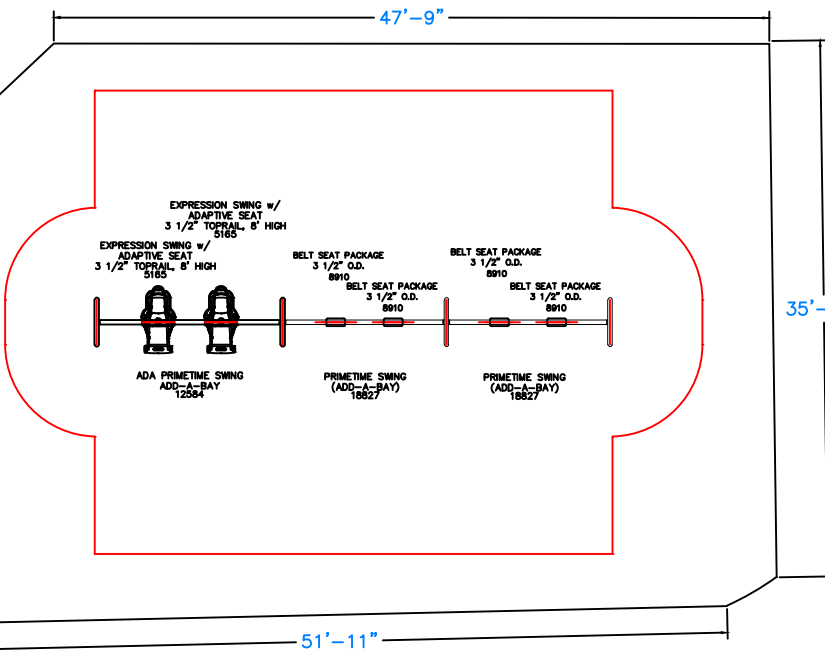 47'-9"
35'-
EXPRESSION SWING w/
ADAPTIVE SEAT
3 1/2" TOPRAIL, 8' HIGH
5165
EXPRESSION SWING w/
ADAPTIVE SEAT
3 1/2" TOPRAIL, 8' HIGH
5165
BELT SEAT PACKAGE
3 1/2" O.D.
8910
BELT SEAT PACKAGE
3 1/2" O.D.
8910
BELT SEAT PACKAGE
3 1/2" O.D.
8910
BELT SEAT PACKAGE
3 1/2" O.D.
8910
ADA PRIMETIME SWING
ADD-A-BAY
12584
PRIMETIME SWING
(ADD-A-BAY)
18827
PRIMETIME SWING
(ADD-A-BAY)
18827
51'-11"